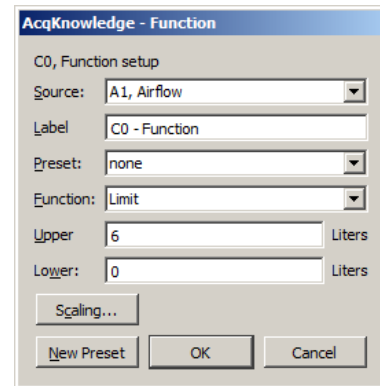 AcqKnowledge - Function
C0, Function setup
Source: A1, Airflow
Label C0 - Function
Preset: none
Function: Limit
Upper 6 Liters
Lower: 0 Liters
Scaling...
New Preset OK Cancel